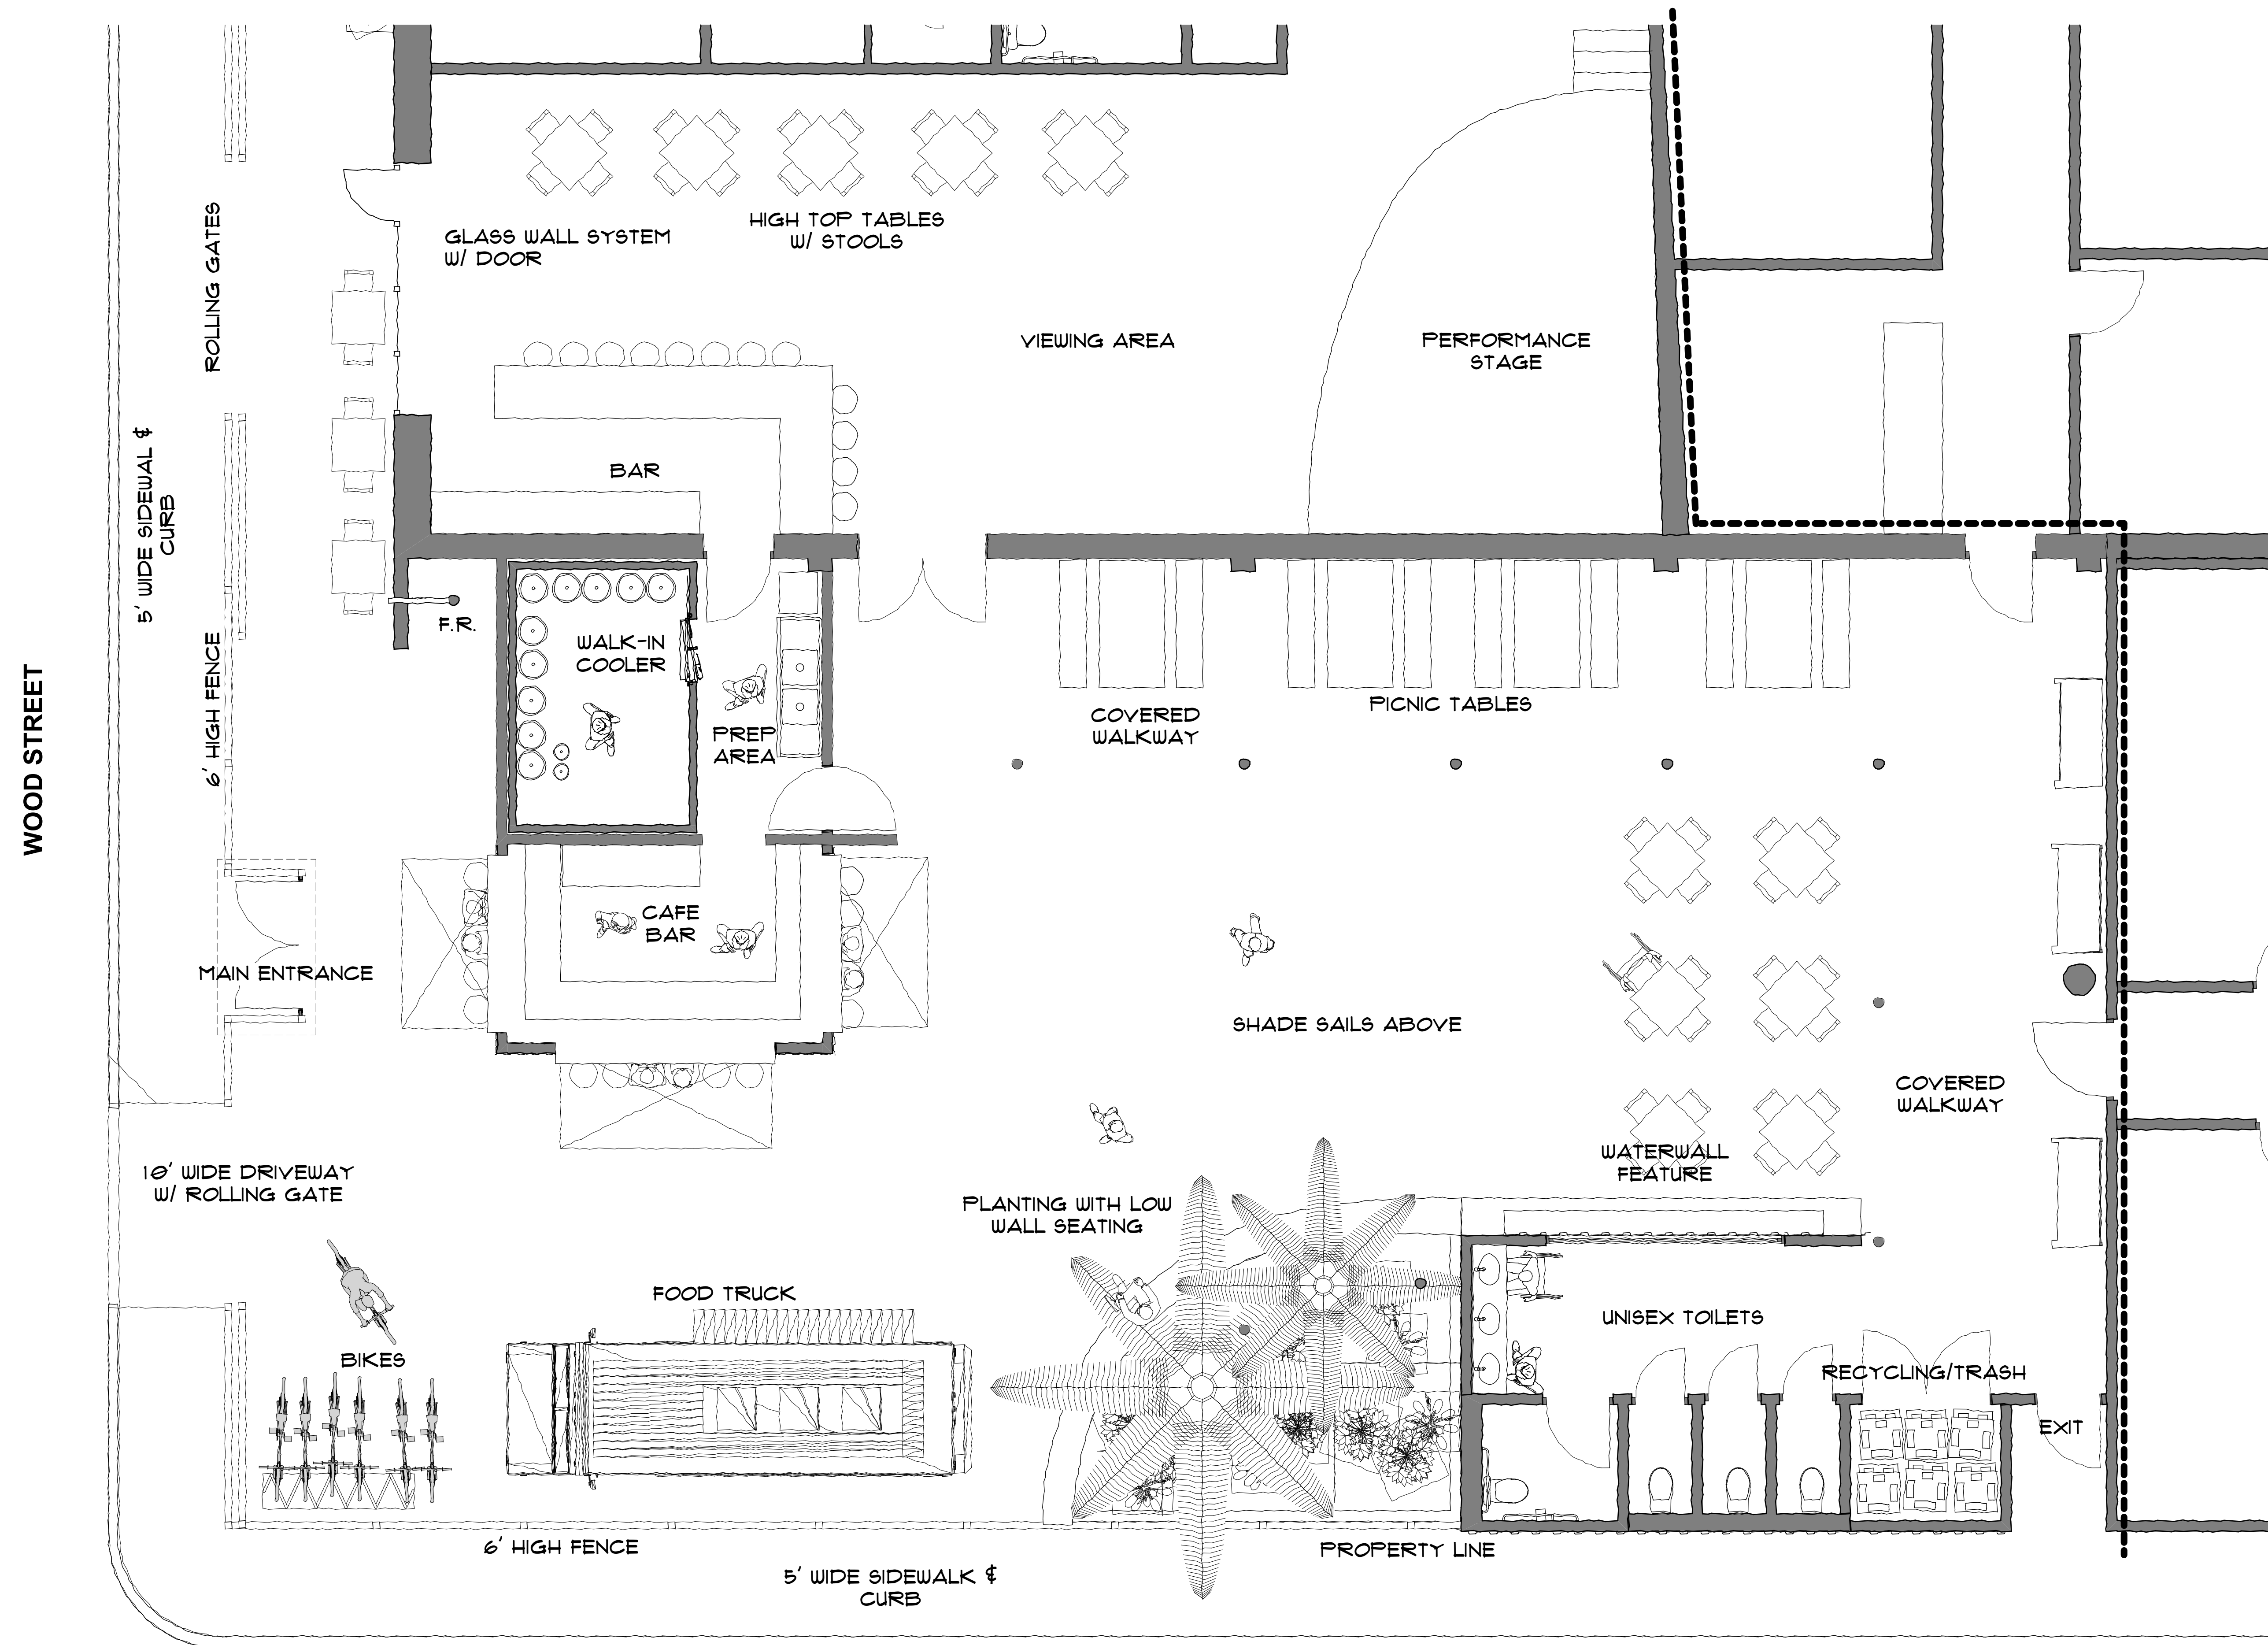 HIGH TOP TABLES
W/ STOOLS
GLASS WALL SYSTEM
W/ DOOR
ROLLING GATES
VIEWING AREA
PERFORMANCE
STAGE
BAR
5' WIDE SIDEWAL &
CURB
F.R.
WALK-IN
COOLER
6' HIGH FENCE
WOOD STREET
PREP
AREA
COVERED
WALKWAY
PICNIC TABLES
CAFE
BAR
MAIN ENTRANCE
SHADE SAILS ABOVE
COVERED
WALKWAY
WATERWALL
FEATURE
10' WIDE DRIVEWAY
W/ ROLLING GATE
PLANTING WITH LOW
WALL SEATING
FOOD TRUCK
UNISEX TOILETS
BIKES
RECYCLING/TRASH
EXIT
6' HIGH FENCE
PROPERTY LINE
5' WIDE SIDEWALK &
CURB